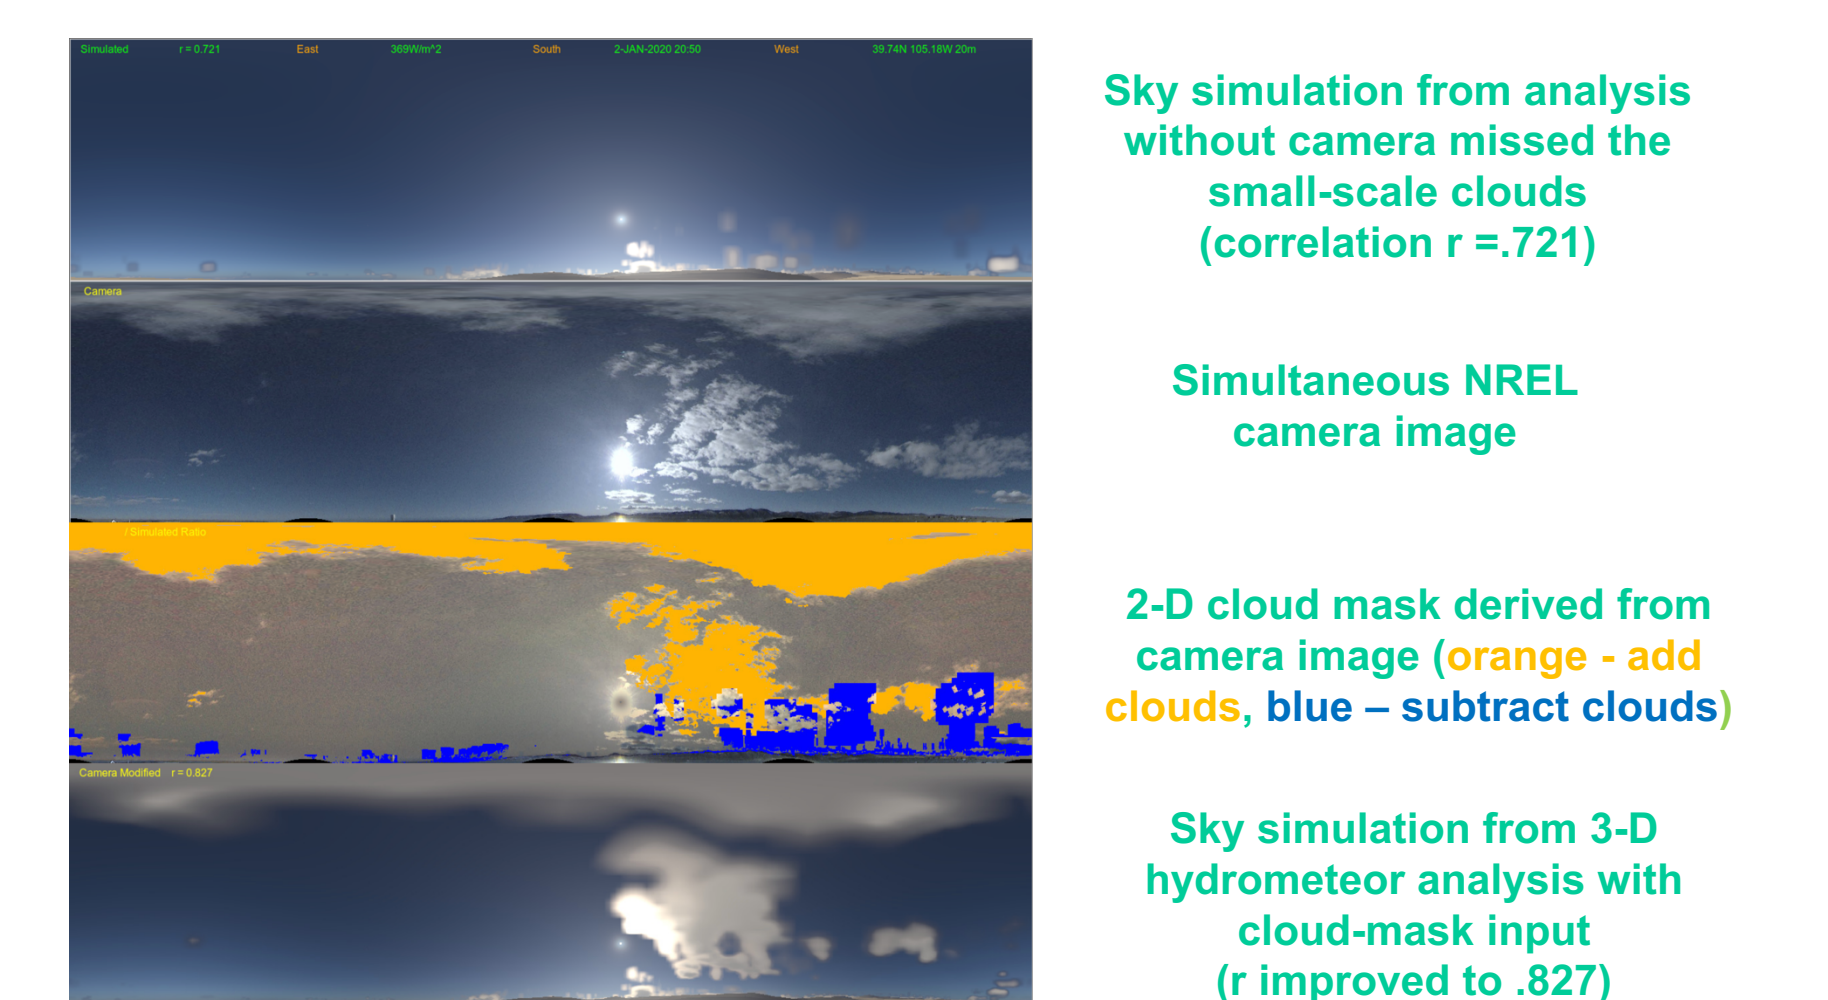 Simulated r = 0.721 East 369W/m^2 South 2-JAN-2020 20:50 West 39.74N 105.18W 20m
Sky simulation from analysis
without camera missed the
small-scale clouds
(correlation r =.721)
Camera
Simultaneous NREL
camera image
/ Simulated Ratio
2-D cloud mask derived from
camera image (orange - add
clouds, blue – subtract clouds)
Camera Modified r = 0.827
Sky simulation from 3-D
hydrometeor analysis with
cloud-mask input
(r improved to .827)